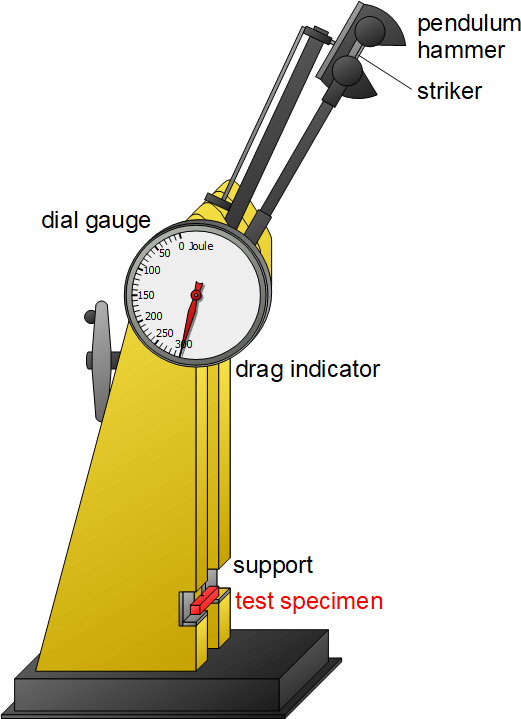 pendulum
hammer
striker
dial gauge
0 Joule
50
100
150
200
250
300
drag indicator
support
test specimen